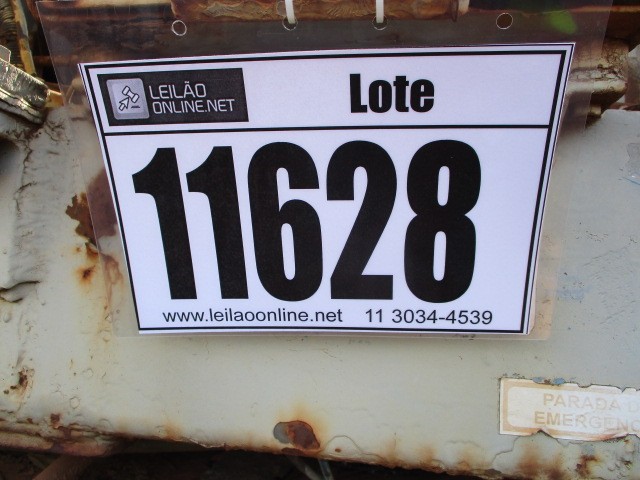 LEILÃO
ONLINE.NET
Lote
11628
www.leilaoonline.net 11 3034-4539
PARADA
EMERGENC